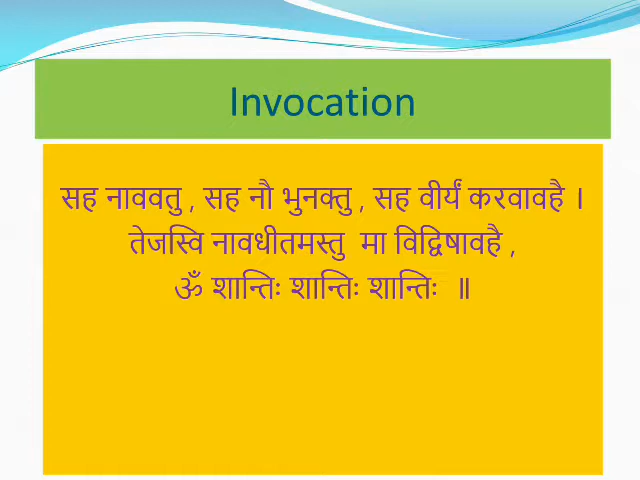 Invocation
सह नाववतु , सह नौ भुनक्तु , सह वीर्यं करवावहै ।
तेजस्वि नावधीतमस्तु मा विद्विषावहै ,
ॐ शान्तिः शान्तिः शान्तिः ॥